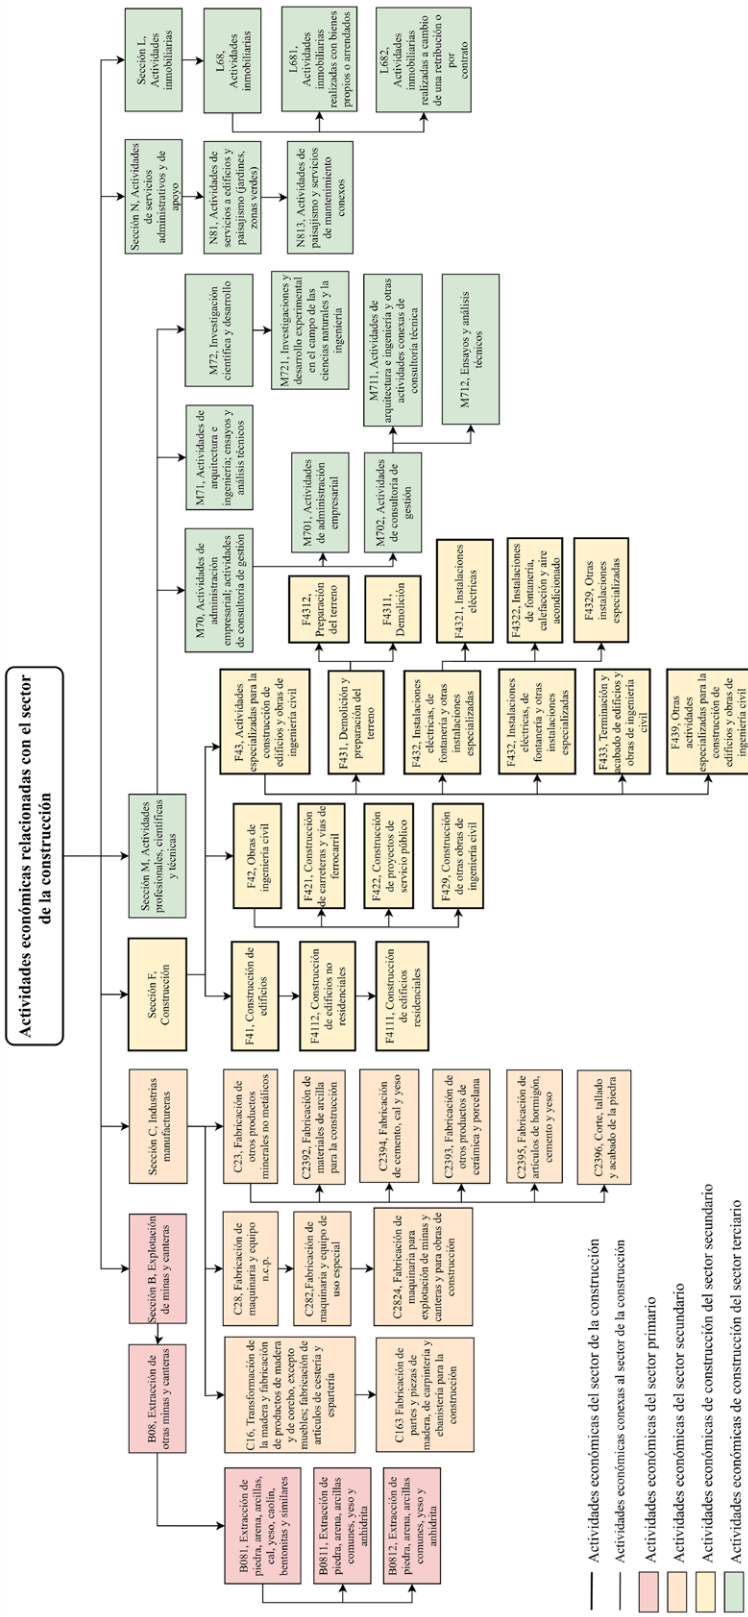 Actividades económicas relacionadas con el sector
de la construcción
Sección B, Explotación
de minas y canteras
B08, Extracción de
otras minas y canteras
B081, Extracción de
piedra, arena, arcillas,
cal, yeso, caolín,
bentonitas y similares
B0811, Extracción de
piedra, arena, arcillas
comunes, yeso y
anhidrita
B0812, Extracción de
piedra, arena, arcillas
comunes, yeso y
anhidrita
Sección C, Industrias
manufactureras
C16, Transformación de
la madera y fabricación
de productos de madera
y de corcho, excepto
muebles; fabricación de
artículos de cestería y
espartería
C163 Fabricación de
partes y piezas de
madera, de carpintería y
ebanistería para la
construcción
C28, Fabricación de
maquinaria y equipo
n.c.p.
C282,Fabricación de
maquinaria y equipo de
uso especial
C2824, Fabricación de
maquinaria para
explotación de minas y
canteras y para obras de
construcción
C23, Fabricación de
otros productos
minerales no metálicos
C2392, Fabricación de
materiales de arcilla
para la construcción
C2394, Fabricación
de cemento, cal y yeso
C2393, Fabricación de
otros productos de
cerámica y porcelana
C2395, Fabricación de
artículos de hormigón,
cemento y yeso
C2396, Corte, tallado
y acabado de la piedra
Sección F,
Construcción
F41, Construcción de
edificios
F4112, Construcción
de edificios no
residenciales
F4111, Construcción
de edificios
residenciales
F42, Obras de
ingeniería civil
F421, Construcción
de carreteras y vías de
ferrocarril
F422, Construcción
de proyectos de
servicio público
F429, Construcción
de otras obras de
ingeniería civil
F43, Actividades
especializadas para la
construcción de
edificios y obras de
ingeniería civil
F431, Demolición y
preparación del
terreno
F4312,
Preparación
del terreno
F4311,
Demolición
F432, Instalaciones
eléctricas, de
fontanería y otras
instalaciones
especializadas
F4321, Instalaciones
eléctricas
F4322, Instalaciones
de fontanería,
calefacción y aire
acondicionado
F4329, Otras
instalaciones
especializadas
F432, Instalaciones
eléctricas, de
fontanería y otras
instalaciones
especializadas
F433, Terminación y
acabado de edificios y
obras de ingeniería
civil
F439, Otras
actividades
especializadas para la
construcción de
edificios y obras de
ingeniería civil
Sección M, Actividades
profesionales, científicas
y técnicas
M70, Actividades de
administración
empresarial; actividades
de consultoría de gestión
M701, Actividades
de administración
empresarial
M702, Actividades
de consultoría de
gestión
M711, Actividades de
arquitectura e ingeniería y otras
actividades conexas de
consultoría técnica
M712, Ensayos y análisis
técnicos
M71, Actividades de
arquitectura e
ingeniería; ensayos y
análisis técnicos
M72, Investigación
científica y desarrollo
M721, Investigaciones y
desarrollo experimental
en el campo de las
ciencias naturales y la
ingeniería
Sección N, Actividades
de servicios
administrativos y de
apoyo
N81, Actividades de
servicios a edificios y
paisajismo (jardines,
zonas verdes)
N813, Actividades de
paisajismo y servicios
de mantenimiento
conexos
Sección L,
Actividades
inmobiliarias
L68,
Actividades
inmobiliarias
L681,
Actividades
inmobiliarias
realizadas con bienes
propios o arrendados
L682, Actividades
inmobiliarias
realizadas a cambio
de una retribución o
por
contrato
Actividades económicas del sector de la construcción
Actividades económicas conexas al sector de la construcción
Actividades económicas del sector primario
Actividades económicas del sector secundario
Actividades económicas de construcción del sector secundario
Actividades económicas de construcción del sector terciario